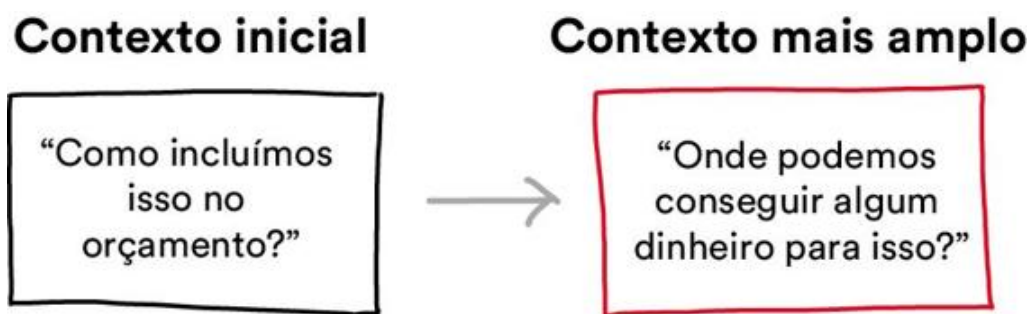 Contexto inicial
Contexto mais amplo
“Como incluímos
isso no
orçamento?”
“Onde podemos
conseguir algum
dinheiro para isso?”